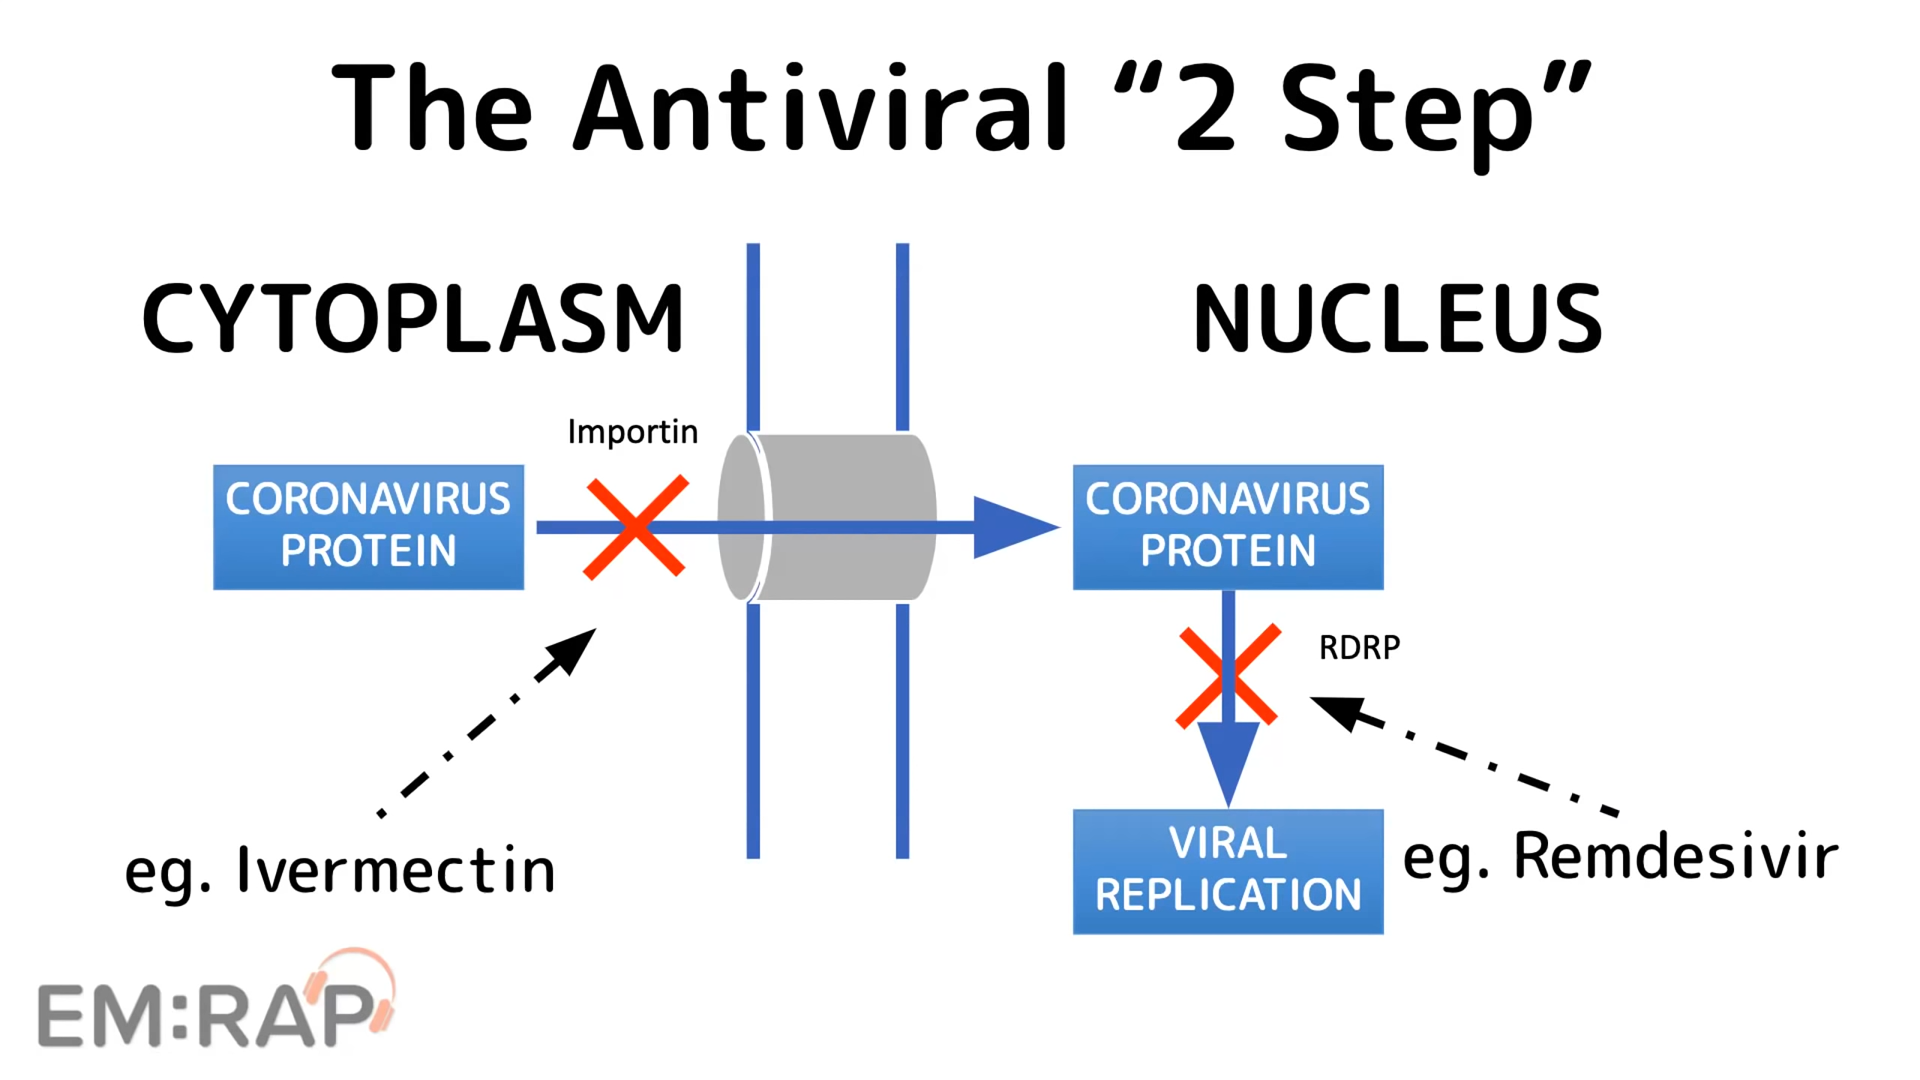 The Antiviral “2 Step”
CYTOPLASM
NUCLEUS
Importin
CORONAVIRUS
PROTEIN
CORONAVIRUS
PROTEIN
RDRP
eg. Ivermectin
VIRAL
REPLICATION
eg. Remdesivir
EM:RAP